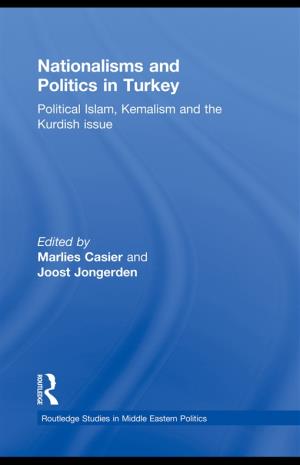 Nationalisms and
Politics in Turkey
Political Islam, Kemalism and the
Kurdish issue
Edited by
Marlies Casier and
Joost Jongerden
ROUTLEDGE
Routledge Studies in Middle Eastern Politics